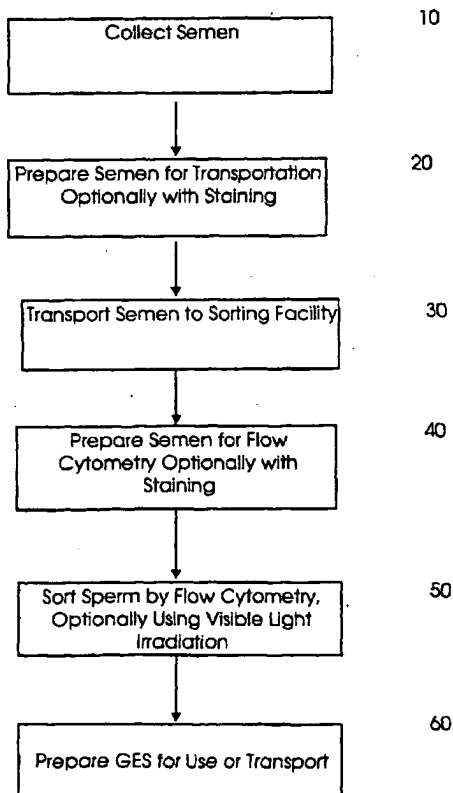 10
Collect Semen
20
Prepare Semen for Transportation
Optionally with Staining
30
Transport Semen to Sorting Facility
40
Prepare Semen for Flow
Cytometry Optionally with
Staining
50
Sort Sperm by Flow Cytometry,
Optionally Using Visible Light
Irradiation
60
Prepare GES for Use or Transport